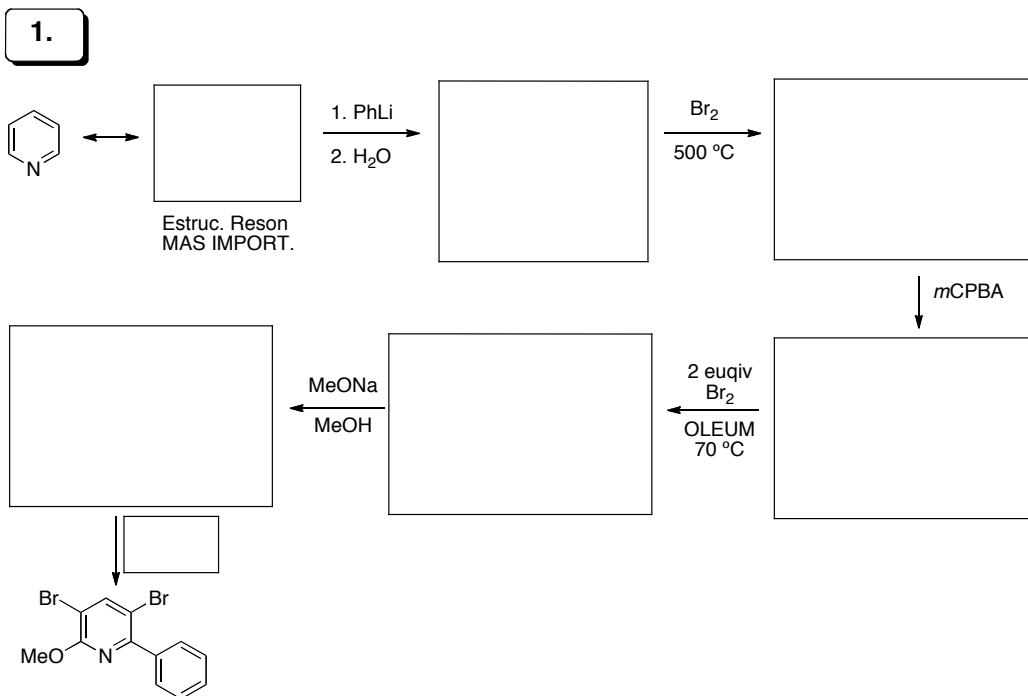 1.
N
1. PhLi
2. H2O
Br2
500 ºC
Estruc. Reson
MAS IMPORT.
mCPBA
MeONa
MeOH
2 euqiv
Br2
OLEUM
70 ºC
Br
Br
MeO
N